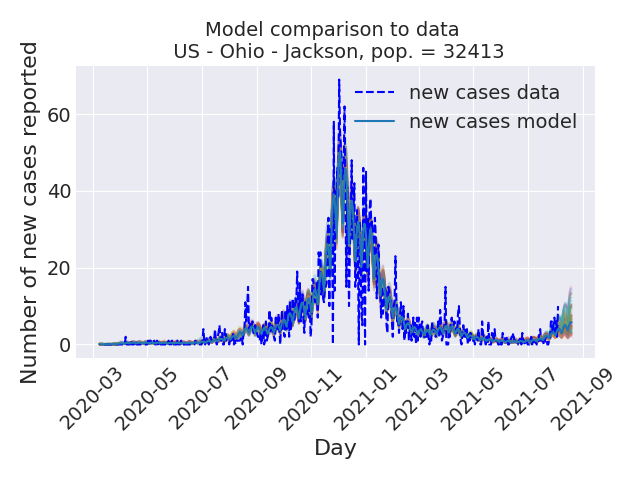 Model comparison to data
US - Ohio - Jackson, pop. = 32413
Number of new cases reported
60
40
20
0
new cases data
new cases model
2020-03
2020-05
2020-07
2020-09
2020-11
2021-01
2021-03
2021-05
2021-07
2021-09
Day